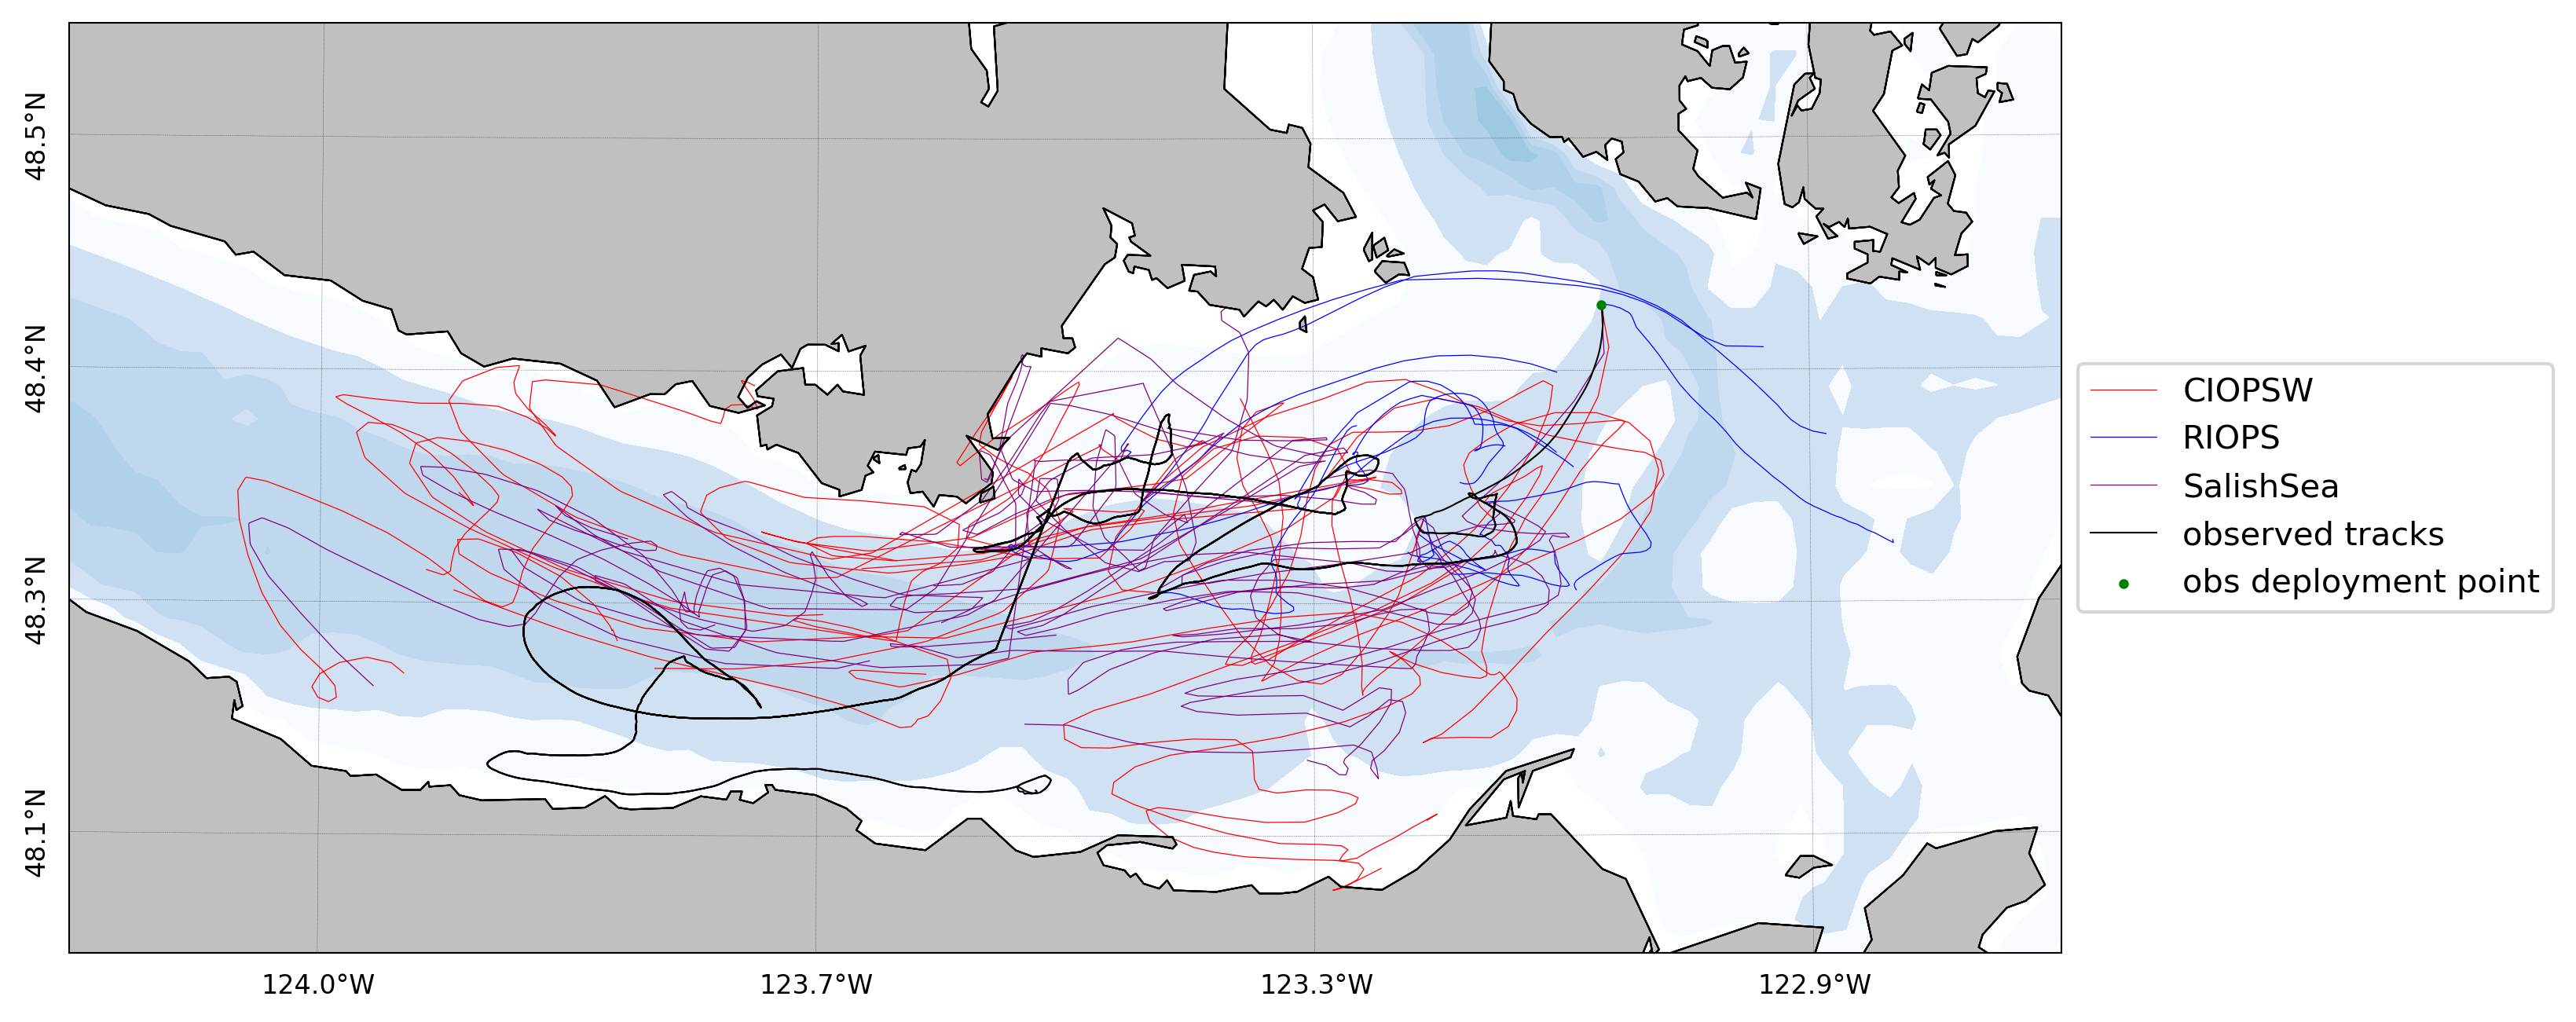 48.5°N
48.4°N
48.3°N
48.1°N
124.0°W
123.7°W
123.3°W
122.9°W
CIOPSW
RIOPS
SalishSea
observed tracks
obs deployment point